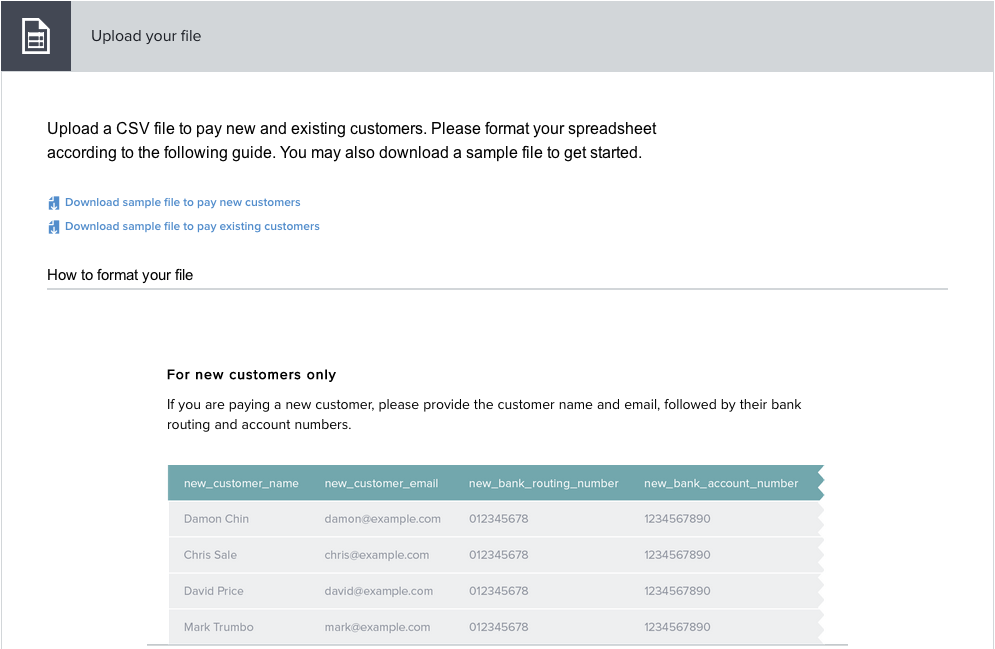 Upload your file
Upload a CSV file to pay new and existing customers. Please format your spreadsheet
according to the following guide. You may also download a sample file to get started.
Download sample file to pay new customers
Download sample file to pay existing customers
How to format your file
For new customers only
If you are paying a new customer, please provide the customer name and email, followed by their bank
routing and account numbers.
new_customer_name new_customer_email new_bank_routing_number new_bank_account_number
Damon Chin damon@example.com 012345678 1234567890
Chris Sale chris@example.com 012345678 1234567890
David Price david@example.com 012345678 1234567890
Mark Trumbo mark@example.com 012345678 1234567890